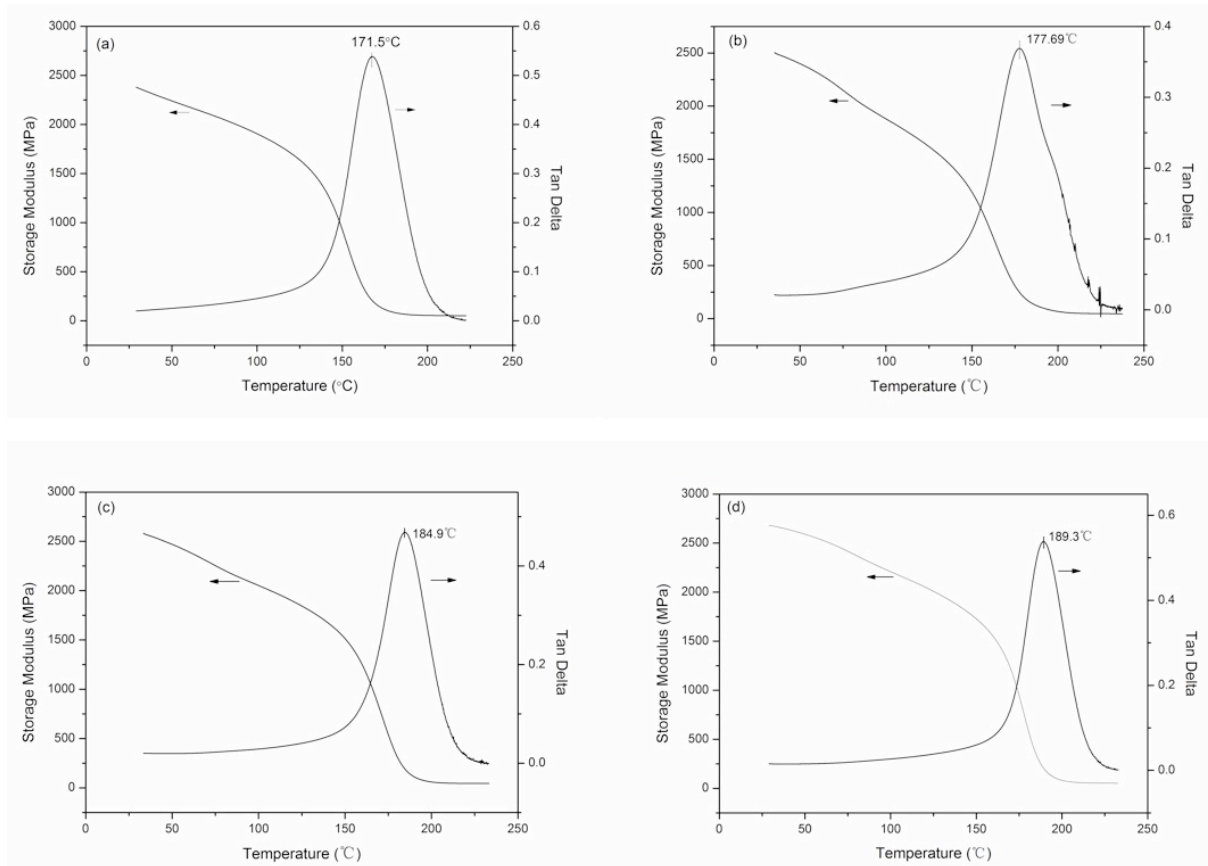 (a)
171.5°C
3000
2500
2000
1500
1000
500
0
Storage Modulus (MPa)
0.6
0.5
0.4
0.3
0.2
0.1
0.0
Tan Delta
0 50 100 150 200 250
Temperature (°C)
(b)
177.69℃
2500
2000
1500
1000
500
0
Storage Modulus (MPa)
0.4
0.3
0.2
0.1
0.0
Tan Delta
0 50 100 150 200 250
Temperature (℃)
(c)
184.9℃
3000
2500
2000
1500
1000
500
0
Storage Modulus (MPa)
0.4
0.2
0.0
Tan Delta
0 50 100 150 200 250
Temperature (℃)
(d)
189.3℃
3000
2500
2000
1500
1000
500
0
Storage Modulus (MPa)
0.6
0.4
0.2
0.0
Tan Delta
0 50 100 150 200 250
Temperature (℃)